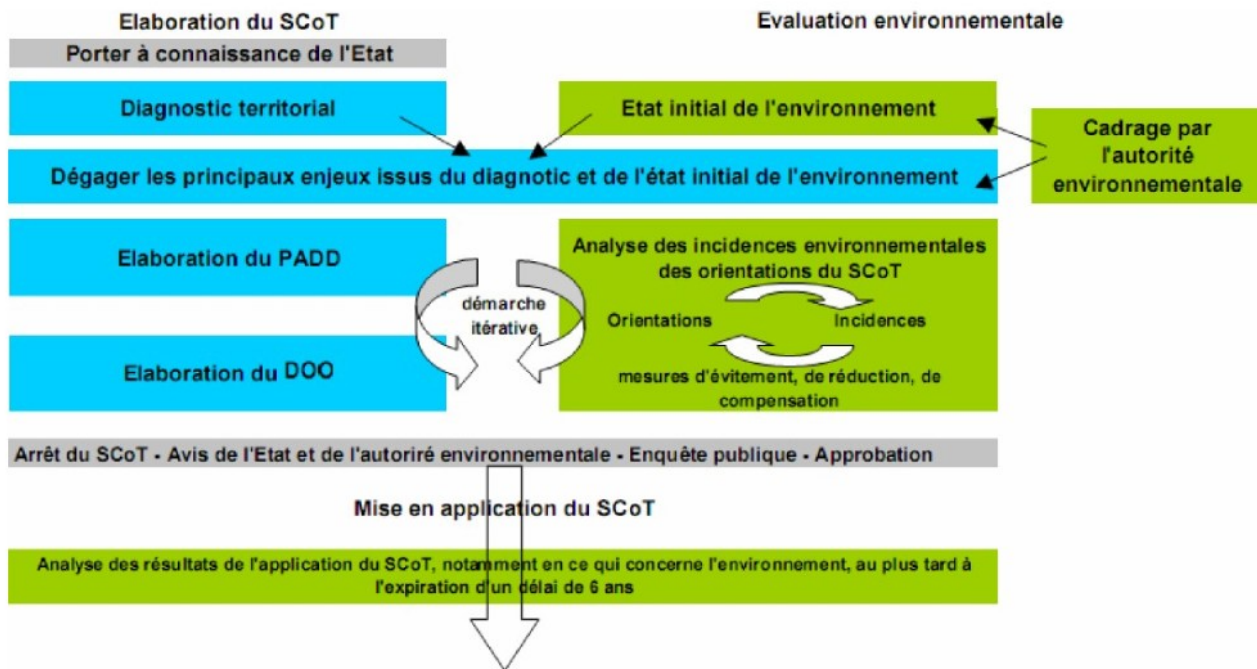 Elaboration du SCoT
Evaluation environnementale
Porter à connaissance de l'Etat
Diagnostic territorial
Etat initial de l'environnement
Cadrage par
l'autorité
environnementale
Dégager les principaux enjeux issus du diagnotic et de l'état initial de l'environnement
Elaboration du PADD
Analyse des incidences environnementales
des orientations du SCoT
démarche
itérative
Orientations
Incidences
Elaboration du DOO
mesures d'évitement, de réduction, de
compensation
Arrêt du SCoT - Avis de l'Etat et de l'autoriré environnementale - Enquête publique - Approbation
Mise en application du SCoT
Analyse des résultats de l'application du SCoT, notamment en ce qui concerne l'environnement, au plus tard à
l'expiration d'un délai de 6 ans